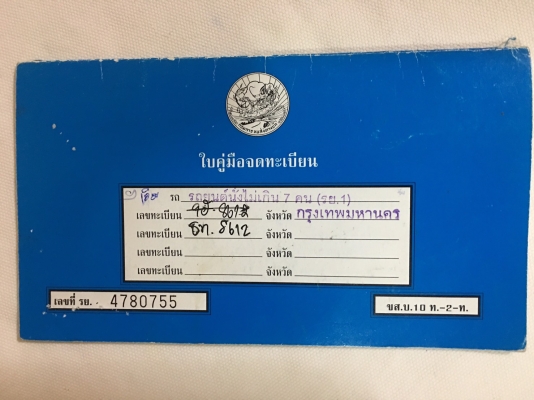 ใบคู่มือจดทะเบียน
รถ รถยนต์นั่งไม่เกิน 7 คน (รย.1)
เลขทะเบียน จังหวัด กรุงเทพมหานคร
เลขทะเบียน ธท. 8612 จังหวัด
เลขทะเบียน จังหวัด
เลขทะเบียน จังหวัด
เลขที่ รย. 4780755
ขส.บ.10 ท.-2-ท.